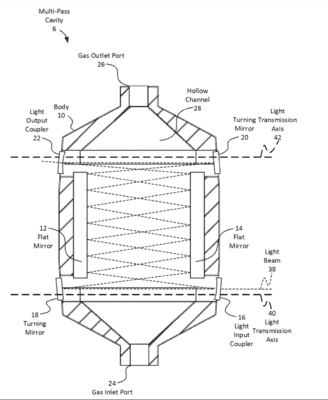 Multi-Pass
Cavity
6
Gas Outlet Port
26
Hollow
Channel
28
Body
10
Light
Output
Coupler
22
Turning
Mirror
20
Light
Transmission
Axis
42
12
Flat
Mirror
14
Flat
Mirror
Light
Beam
38
18
Turning
Mirror
16
Light
Input
Coupler
40
Light
Transmission
Axis
24
Gas Inlet Port